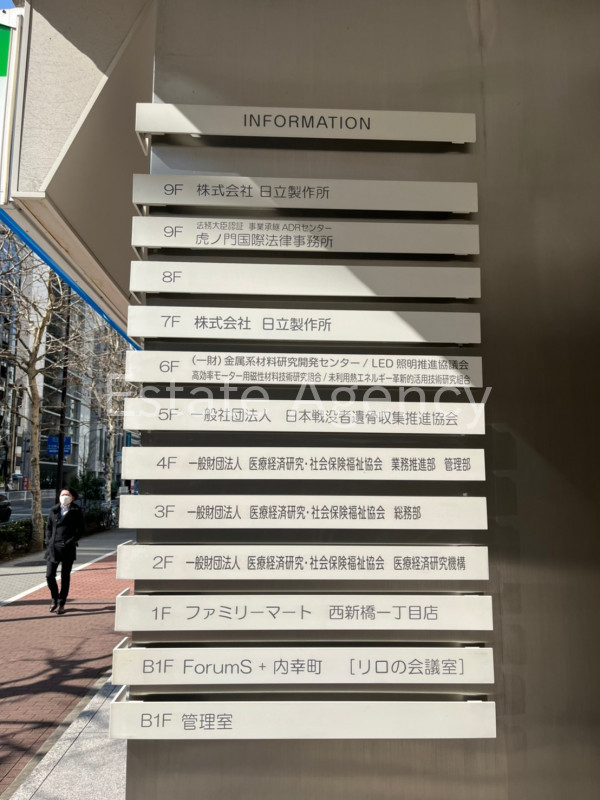 INFORMATION
9F 株式会社 日立製作所
9F 法務大臣認証 事業承継 ADRセンター
虎ノ門国際法律事務所
8F
7F 株式会社 日立製作所
6F (一財)金属系材料研究開発センター / LED 照明推進協議会
高効率モーター用磁性材料技術研究組合 / 未利用熱エネルギー革新的活用技術研究組合
Estate Agency
5F 一般社団法人 日本戦没者遺骨収集推進協会
4F 一般財団法人 医療経済研究・社会保険福祉協会 業務推進部 管理部
3F 一般財団法人 医療経済研究・社会保険福祉協会 総務部
2F 一般財団法人 医療経済研究・社会保険福祉協会 医療経済研究機構
1F ファミリーマート 西新橋一丁目店
B1F ForumS + 内幸町 [リロの会議室]
B1F 管理室